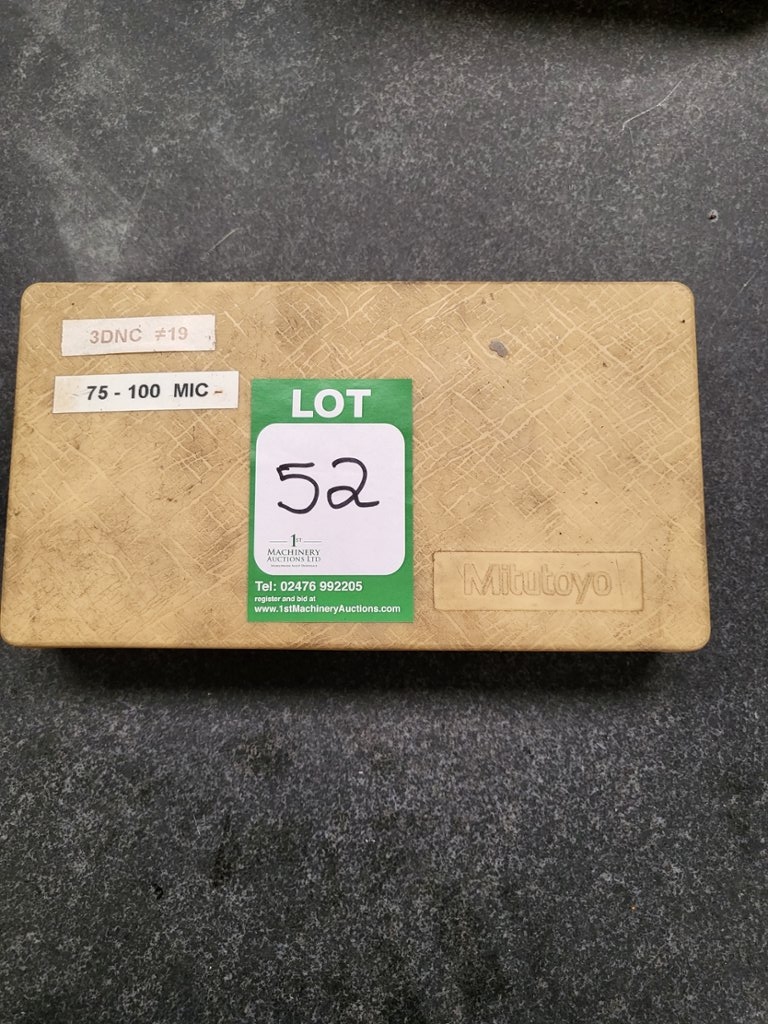 3DNC ≠19
75 - 100 MIC -
LOT
52
1ST
MACHINERY
AUCTIONS LTD
Tel: 02476 992205
register and bid at
www.1stMachineryAuctions.com
Mitutoyo